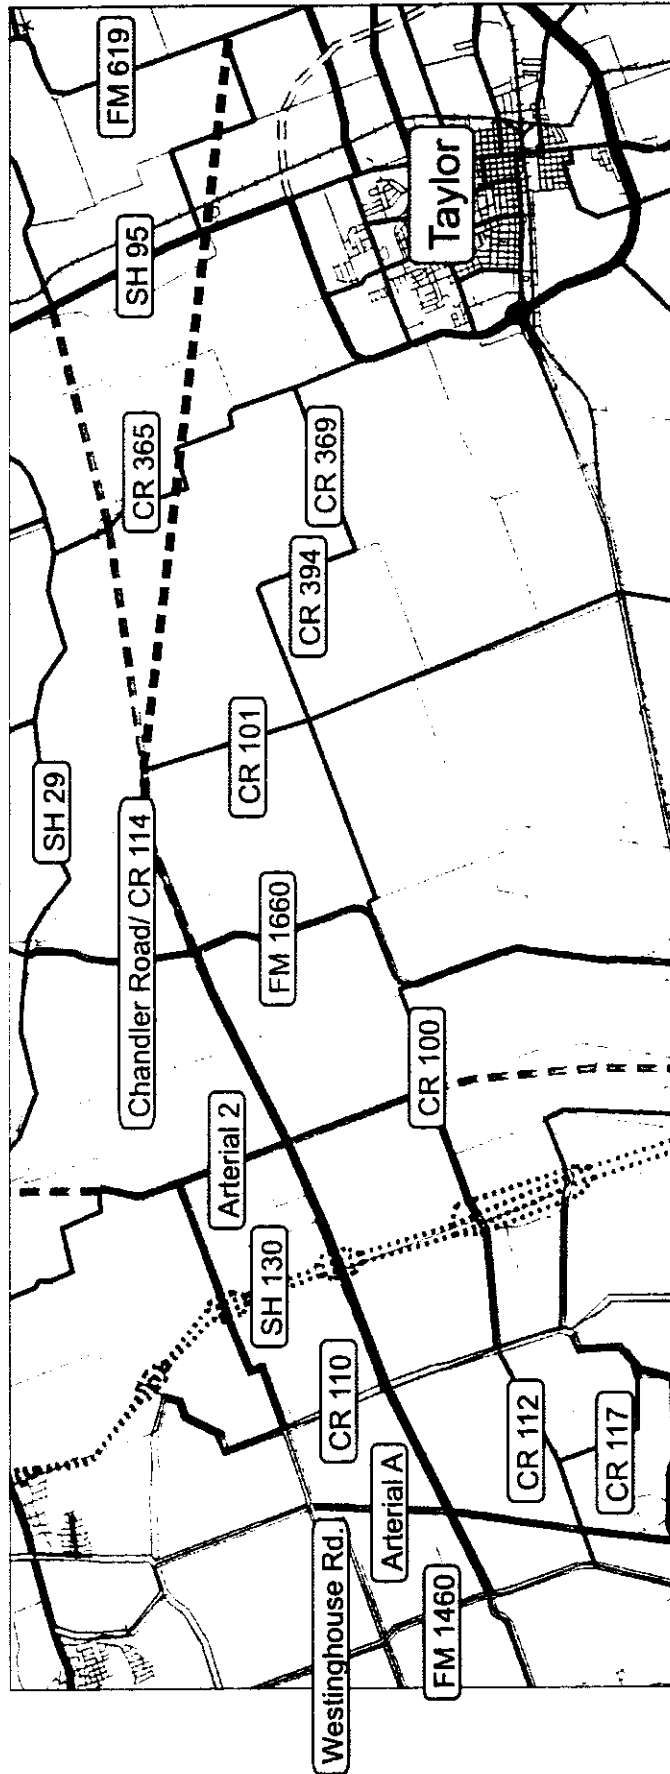 FM 619
SH 95
Taylor
CR 365
CR 369
CR 394
CR 101
SH 29
Chandler Road/ CR 114
FM 1660
CR 100
Arterial 2
SH 130
CR 110
CR 112
CR 117
Arterial A
Westinghouse Rd.
FM 1460